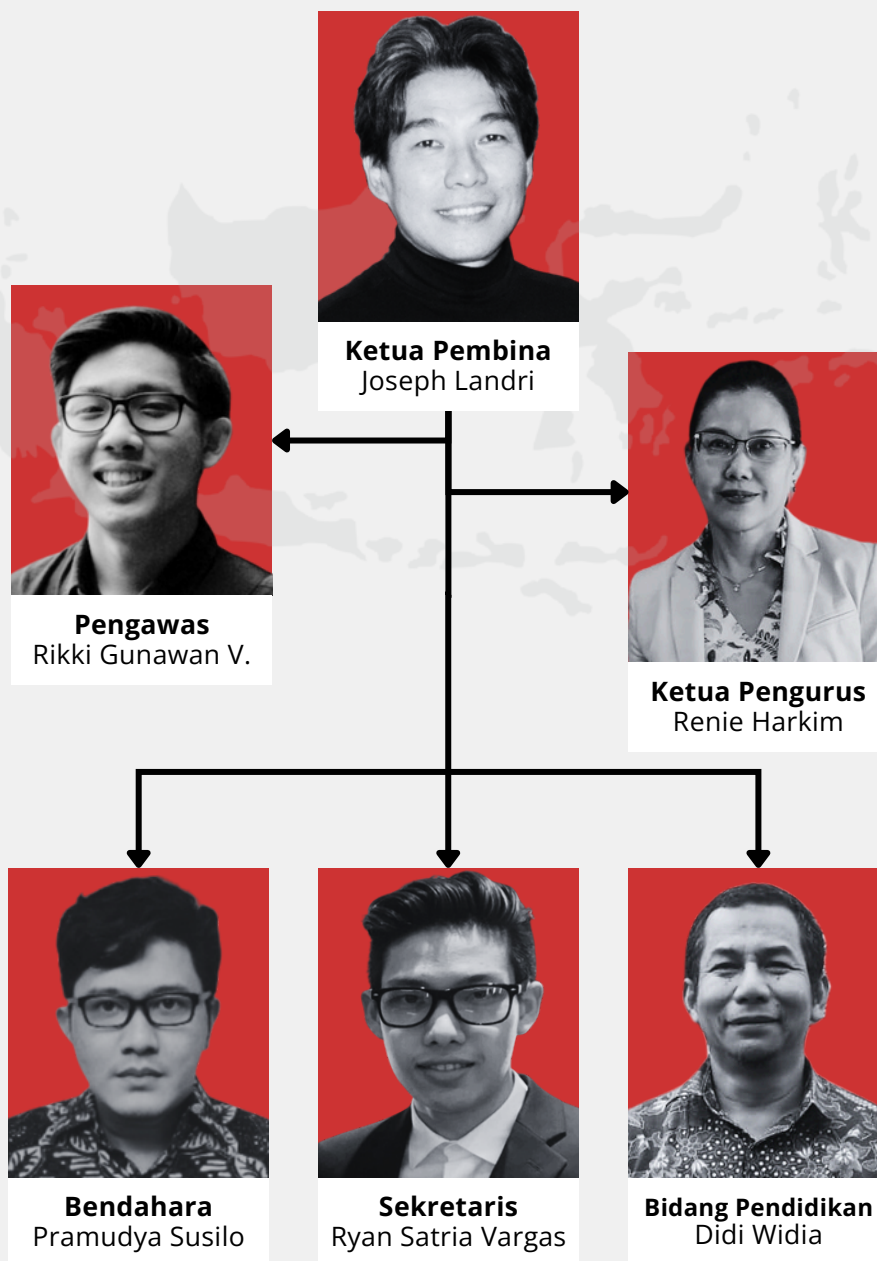 Ketua Pembina
Joseph Landri
Pengawas
Rikki Gunawan V.
Ketua Pengurus
Renie Harkim
Bendahara
Pramudya Susilo
Sekretaris
Ryan Satria Vargas
Bidang Pendidikan
Didi Widia